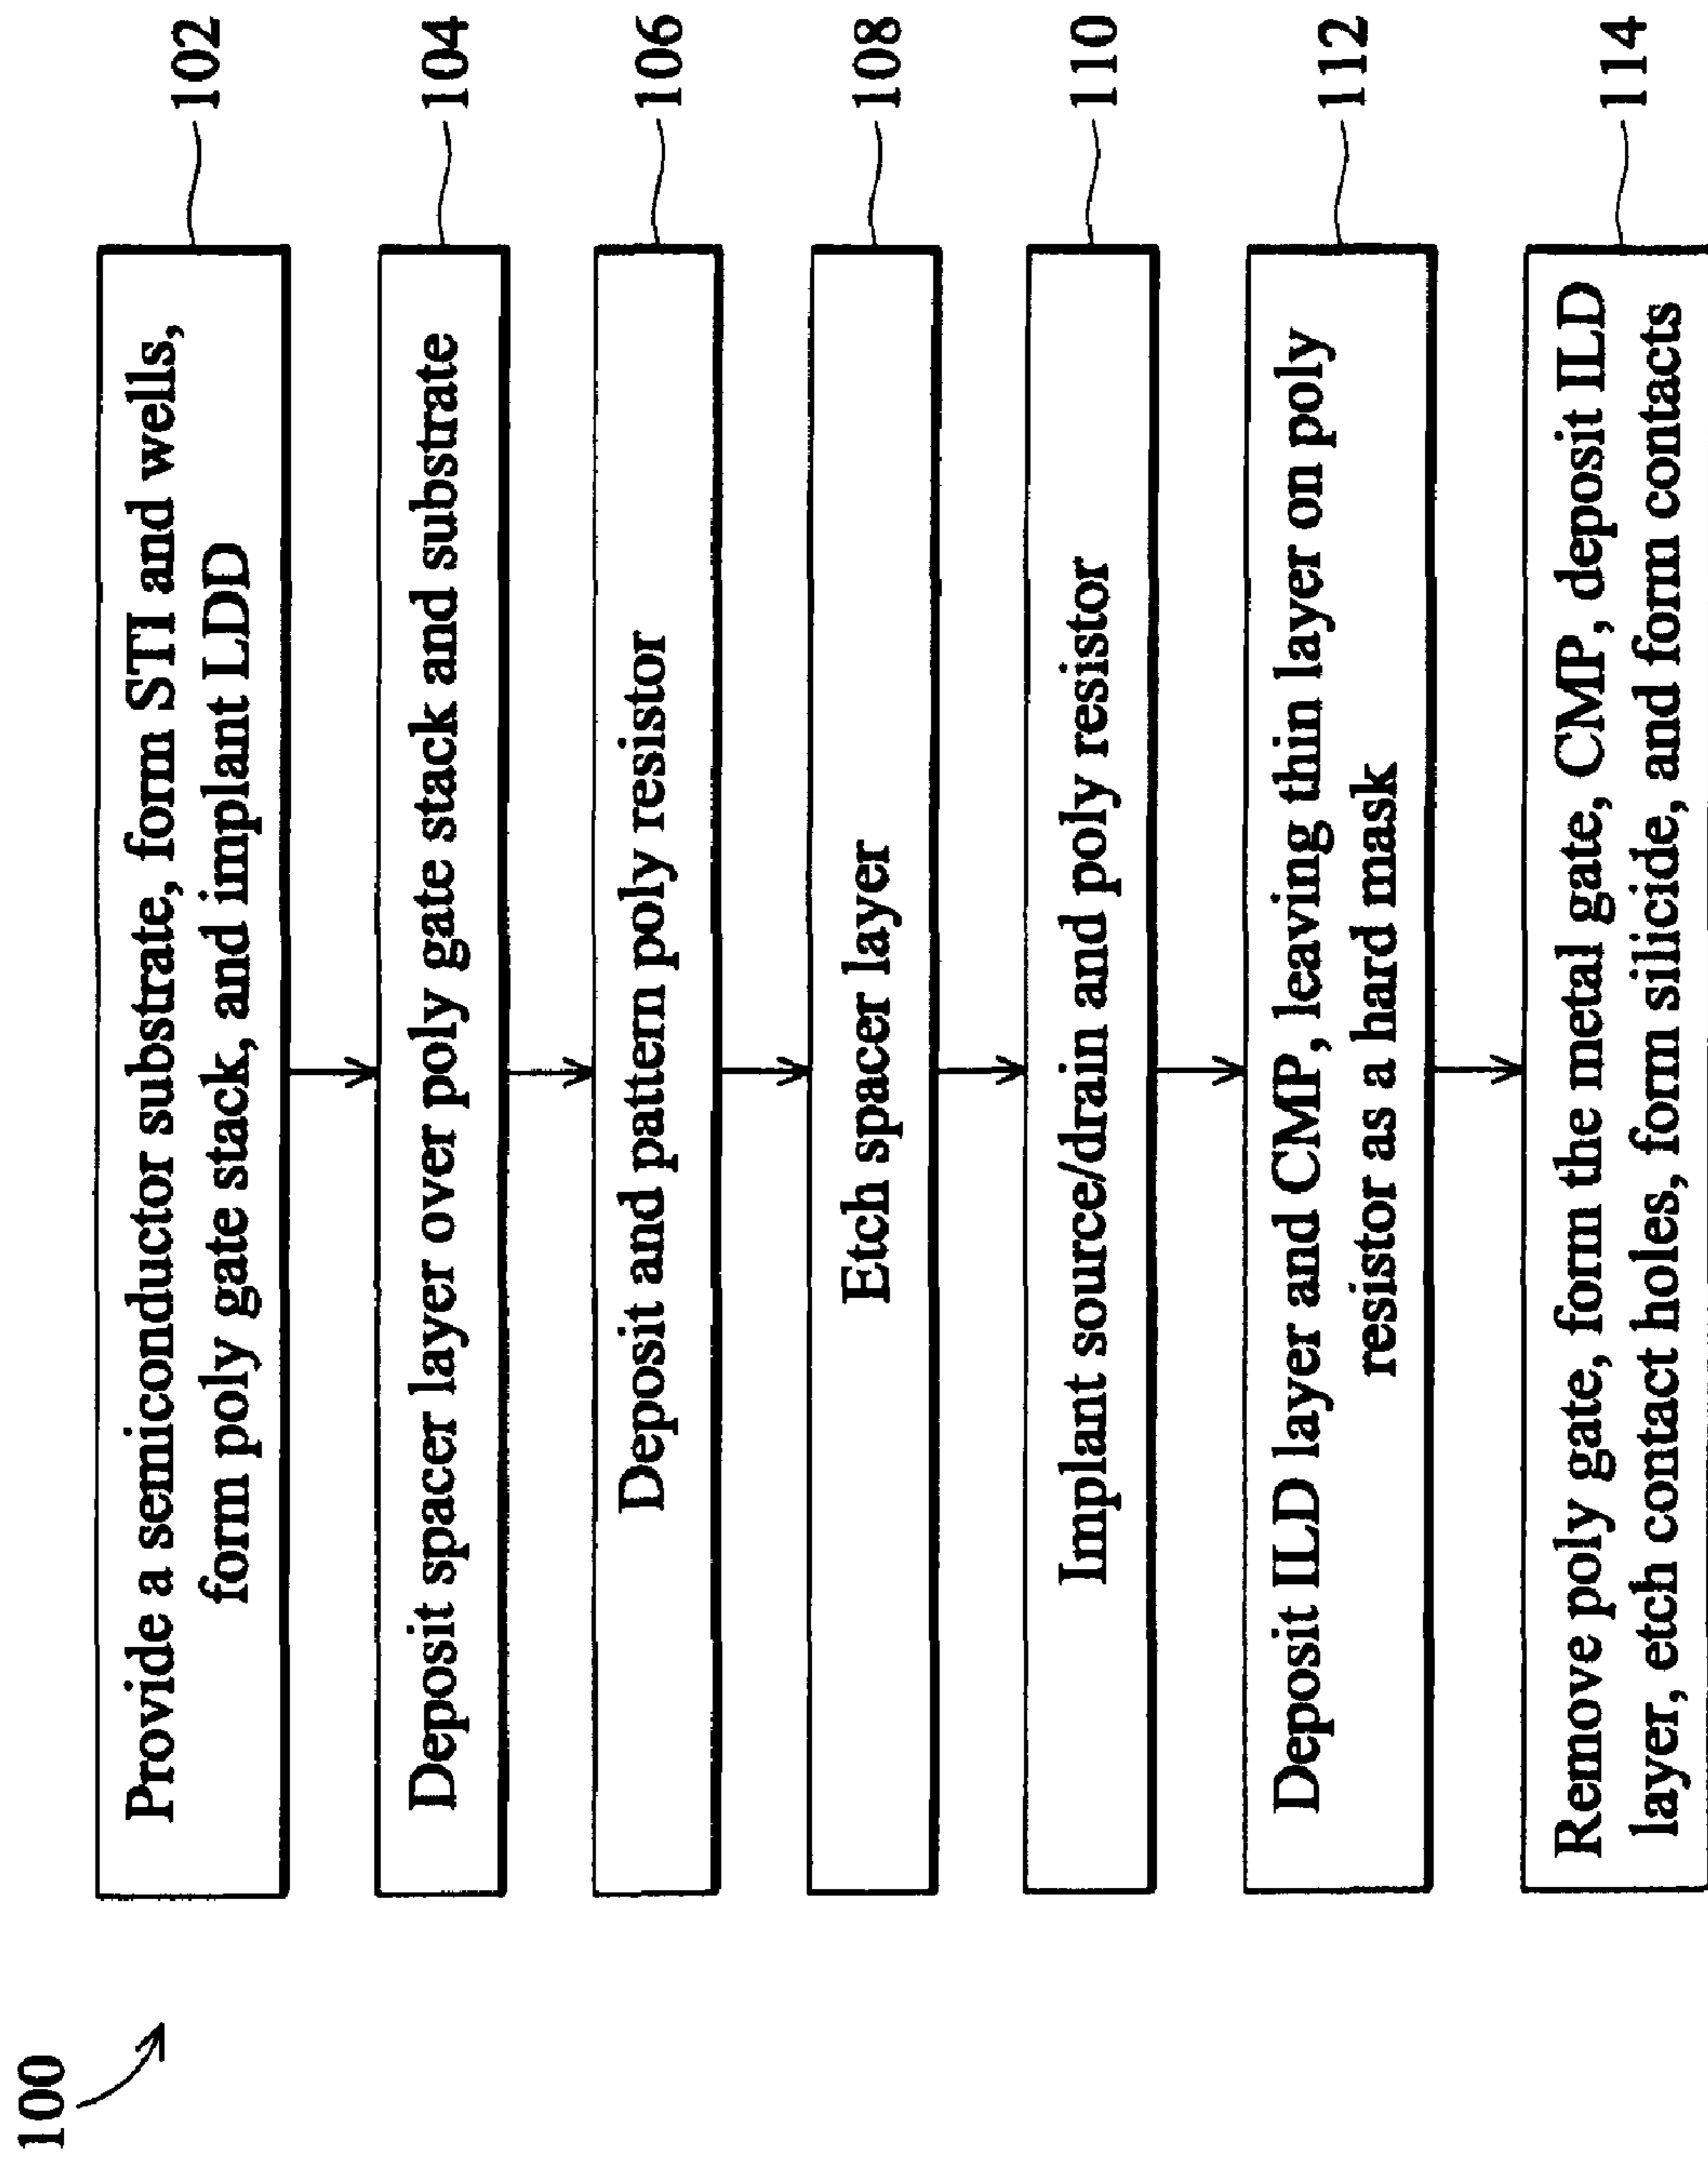 100
Provide a semiconductor substrate, form STI and wells,
form poly gate stack, and implant LDD
102
Deposit spacer layer over poly gate stack and substrate
104
Deposit and pattern poly resistor
106
Etch spacer layer
108
Implant source/drain and poly resistor
110
Deposit ILD layer and CMP, leaving thin layer on poly
resistor as a hard mask
112
Remove poly gate, form the metal gate, CMP, deposit ILD
layer, etch contact holes, form silicide, and form contacts
114